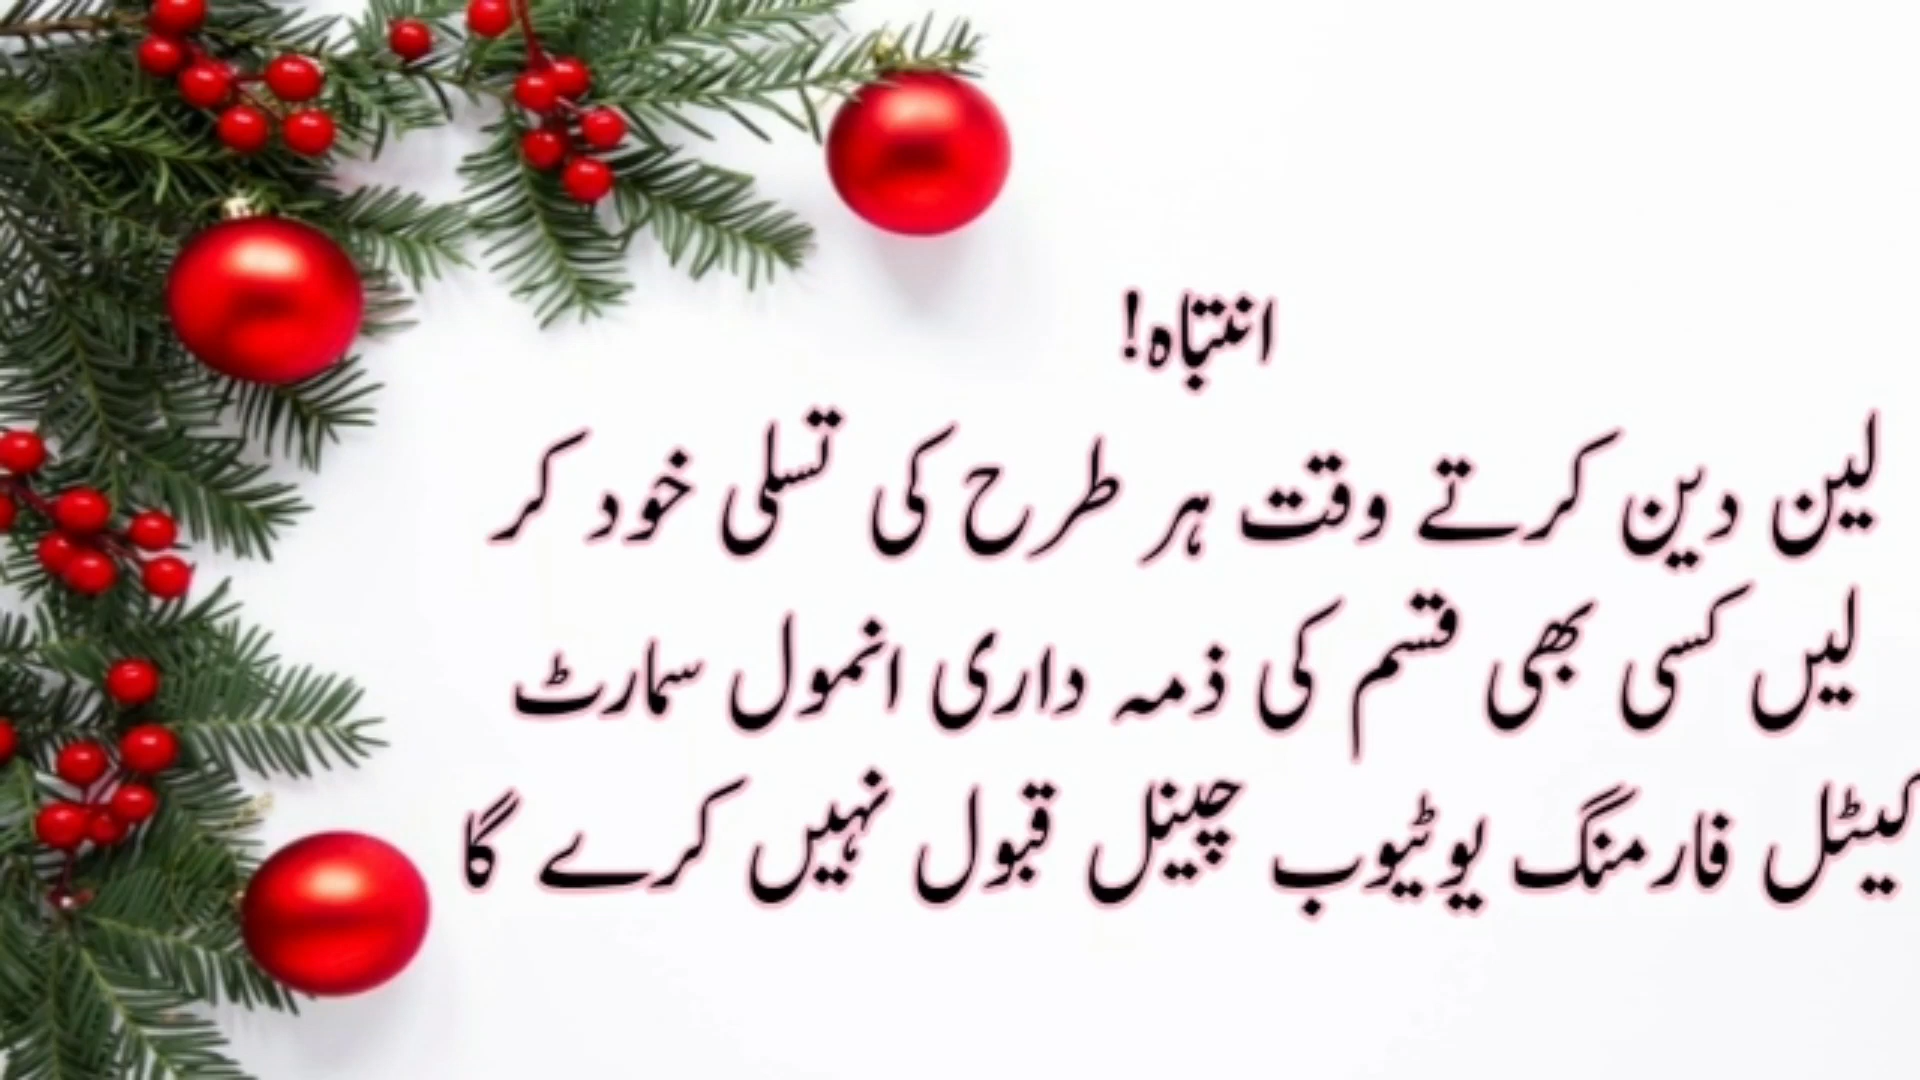 انتباہ!
لین دین کرتے وقت ہر طرح کی تسلی خود کر
لیں کسی بھی قسم کی ذمہ داری انمول سمارٹ
کیٹل فارمنگ یوٹیوب چینل قبول نہیں کرے گا